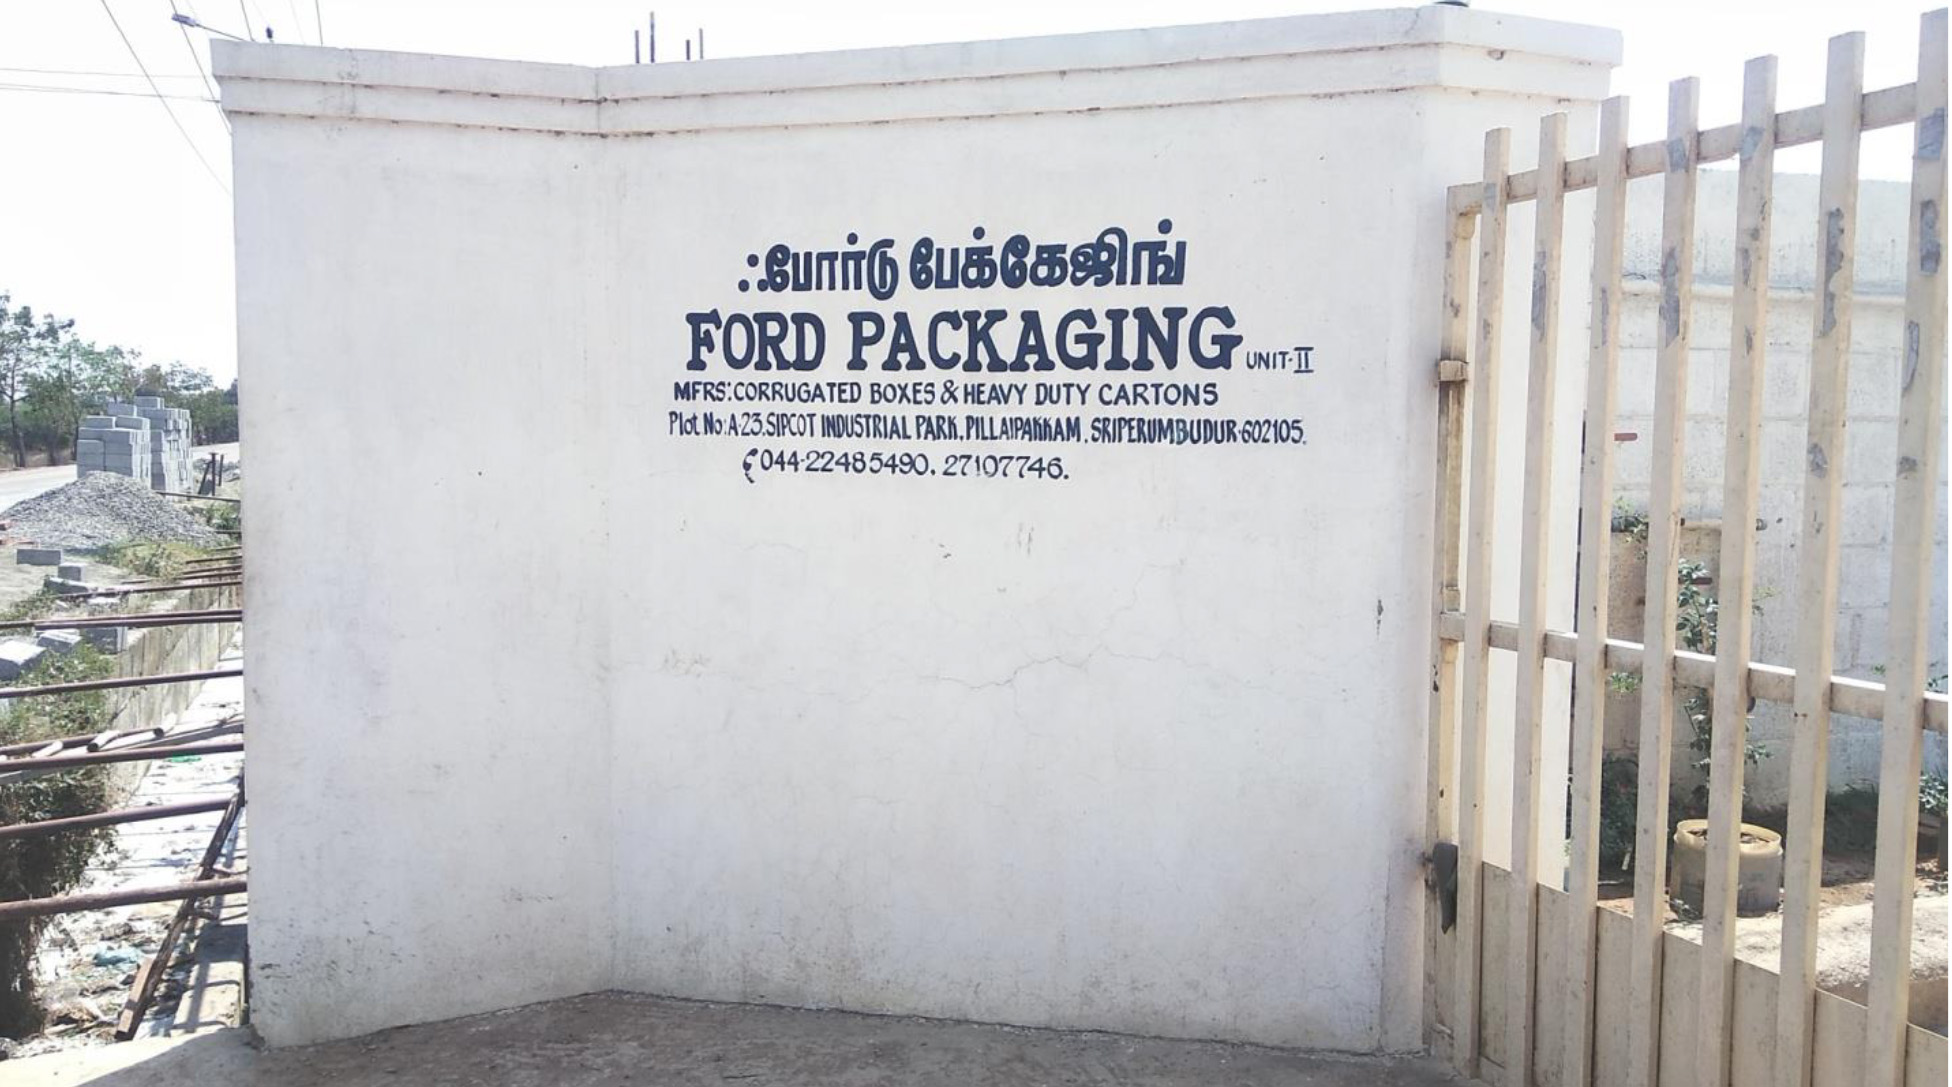 ஃபோர்டு பேக்கேஜிங்
FORD PACKAGING UNIT-II
MFRS:CORRUGATED BOXES & HEAVY DUTY CARTONS
Plot No:A-23,SIPCOT INDUSTRIAL PARK,PILLAIPAKKAM,SRIPERUMBUDUR-602105.
044-22485490, 27107746.